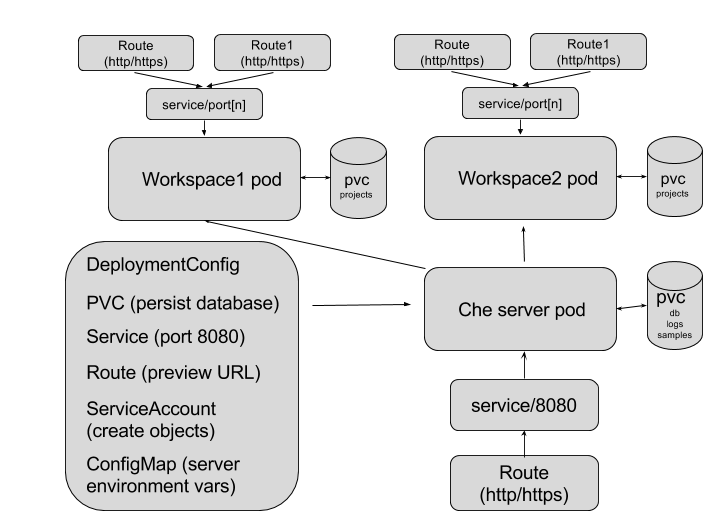 Route
(http/https)
Route1
(http/https)
Route
(http/https)
Route1
(http/https)
service/port[n]
service/port[n]
Workspace1 pod
pvc
projects
Workspace2 pod
pvc
projects
DeploymentConfig
PVC (persist database)
Service (port 8080)
Route (preview URL)
ServiceAccount
(create objects)
ConfigMap (server
environment vars)
Che server pod
pvc
db
logs
samples
service/8080
Route
(http/https)